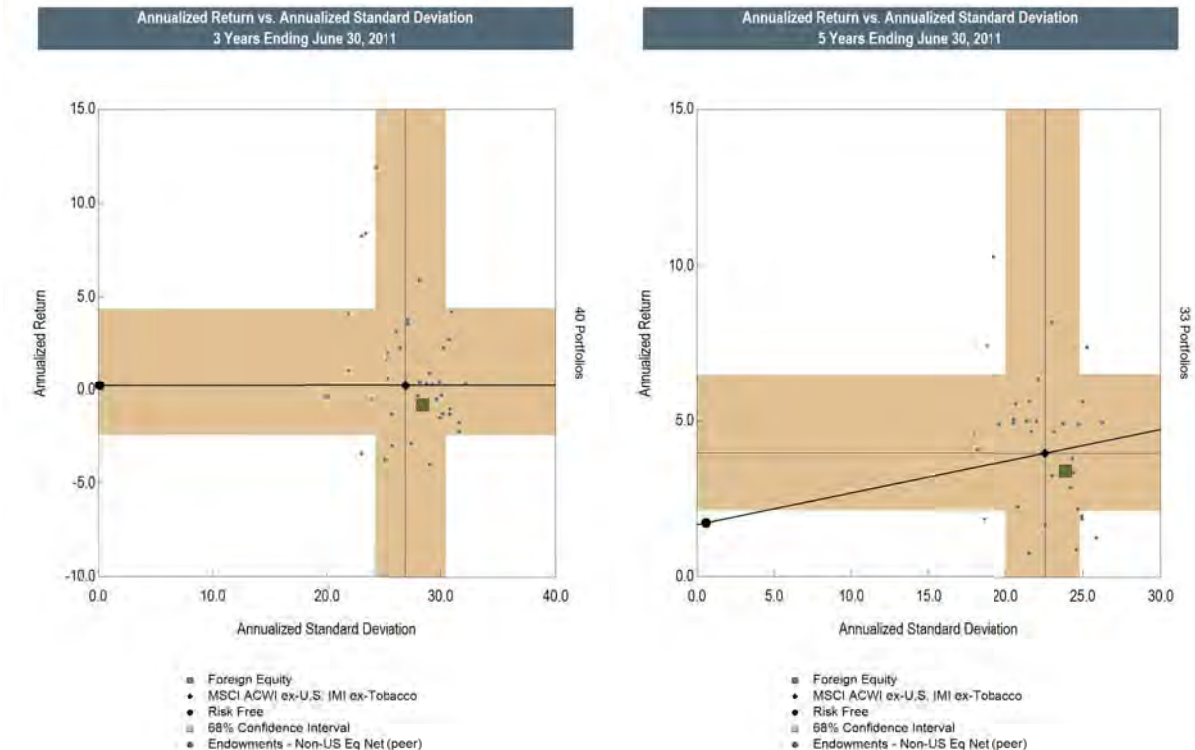 Annualized Return vs. Annualized Standard Deviation
3 Years Ending June 30, 2011
15.0
10.0
5.0
0.0
-5.0
-10.0
Annualized Return
40 Portfolios
0.0 10.0 20.0 30.0 40.0
Annualized Standard Deviation
Foreign Equity
MSCI ACWI ex-U.S. IMI ex-Tobacco
Risk Free
68% Confidence Interval
Endowments - Non-US Eq Net (peer)
Annualized Return vs. Annualized Standard Deviation
5 Years Ending June 30, 2011
15.0
10.0
5.0
0.0
Annualized Return
33 Portfolios
0.0 5.0 10.0 15.0 20.0 25.0 30.0
Annualized Standard Deviation
Foreign Equity
MSCI ACWI ex-U.S. IMI ex-Tobacco
Risk Free
68% Confidence Interval
Endowments - Non-US Eq Net (peer)